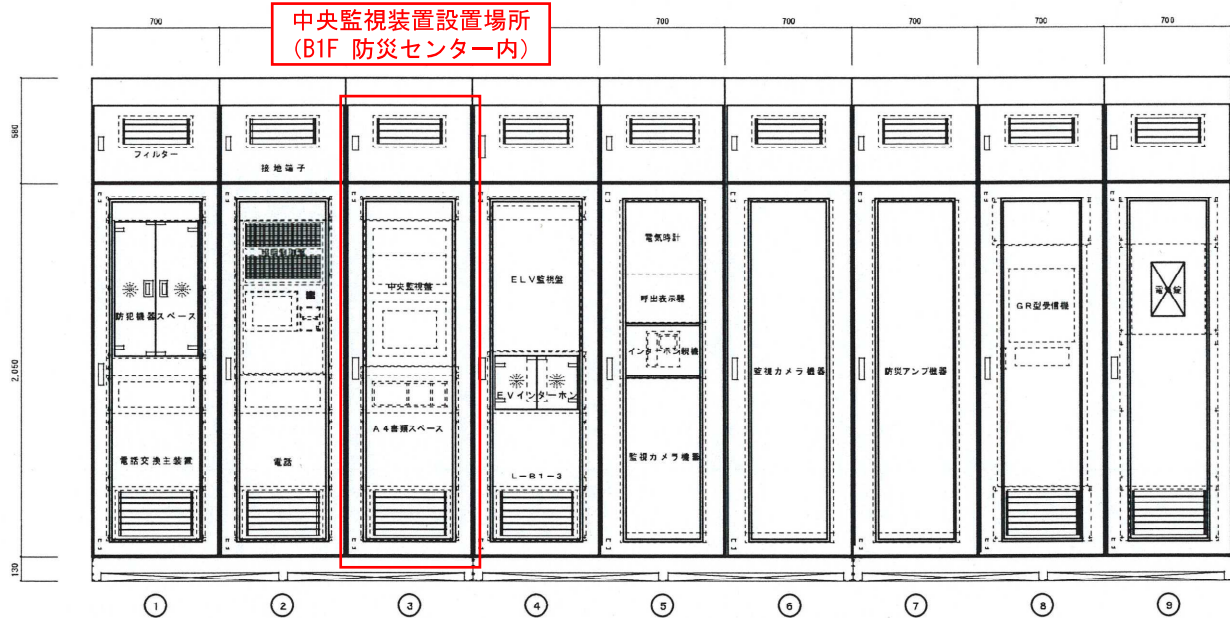 700
中央監視装置設置場所
(B1F 防災センター内)
700
700
700
700
700
580
フィルター
接地端子
2,050
防犯機器スペース
電話交換主装置
電話
中央監視盤
A4書類スペース
ELV監視盤
EVインターホン
L-B1-3
電気時計
呼出表示器
インターホン親機
監視カメラ機器
監視カメラ機器
防災アンプ機器
GR型受信機
電気錠
130
1
2
3
4
5
6
7
8
9